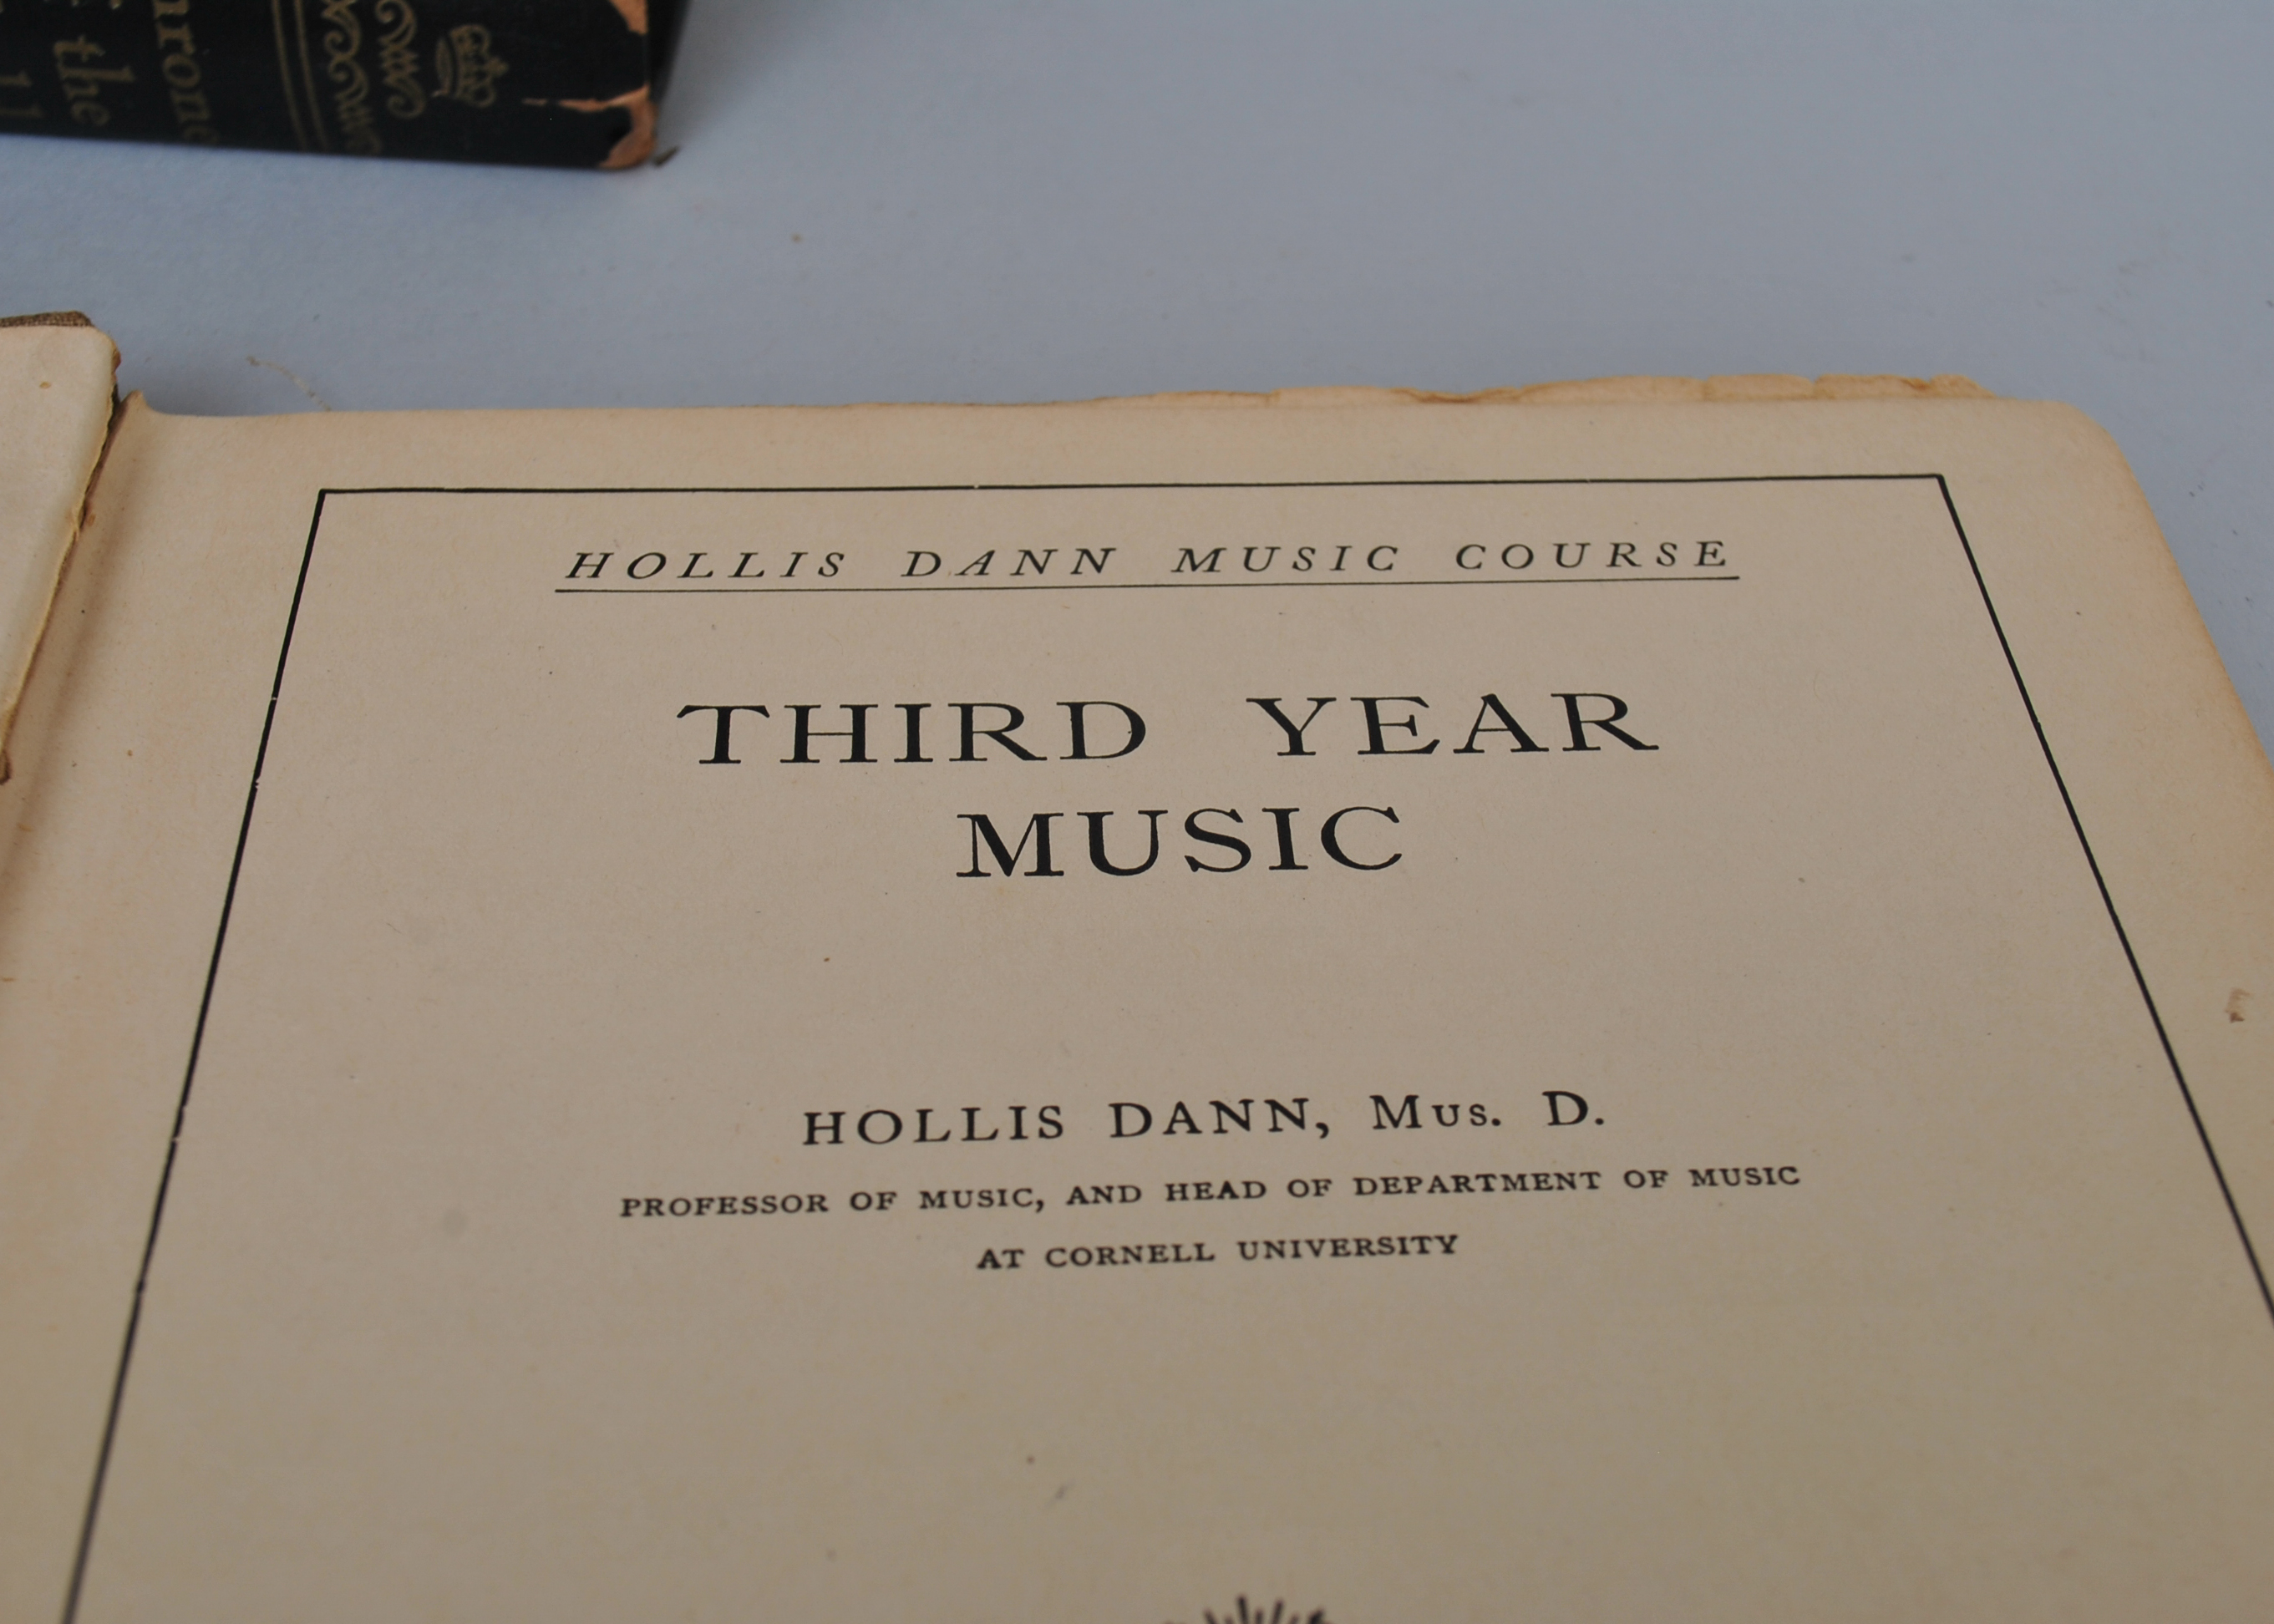 the
HOLLIS DANN MUSIC COURSE
THIRD YEAR
MUSIC
HOLLIS DANN, Mus. D.
PROFESSOR OF MUSIC, AND HEAD OF DEPARTMENT OF MUSIC
AT CORNELL UNIVERSITY